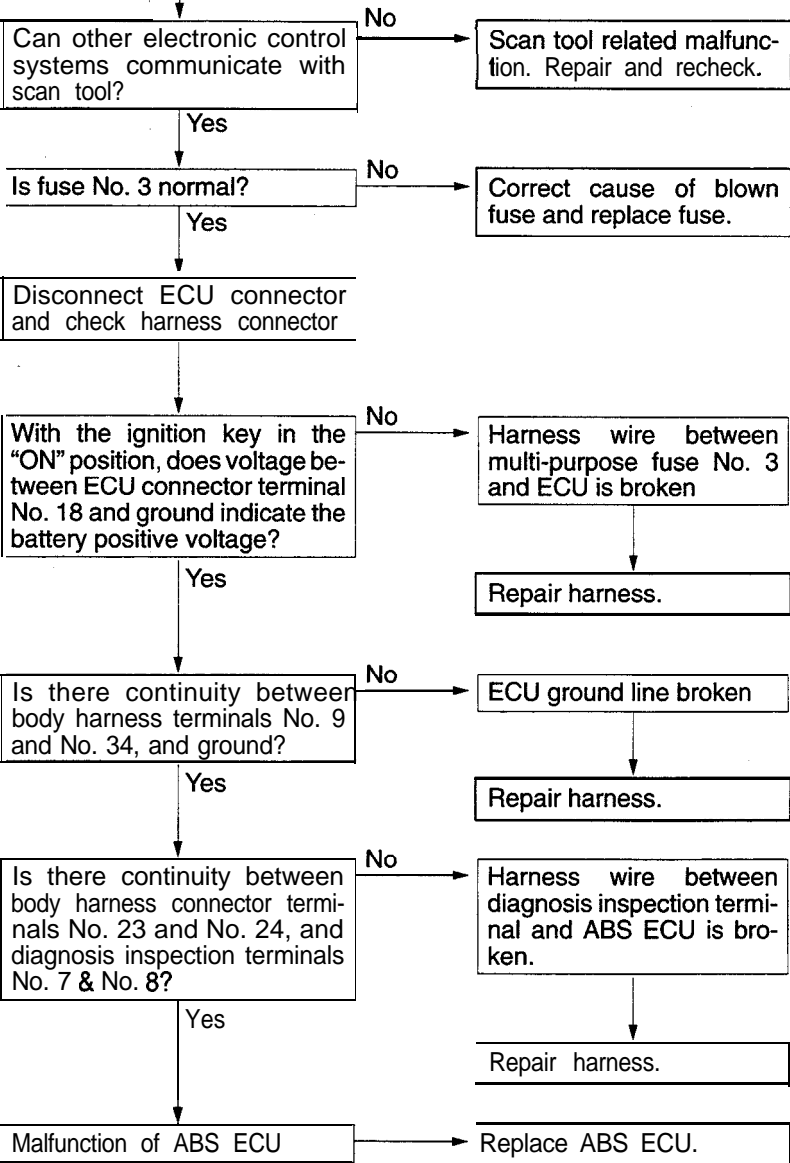 Can other electronic control
systems communicate with
scan tool?
No
Scan tool related malfunc-
tion. Repair and recheck.
Yes
Is fuse No. 3 normal?
No
Correct cause of blown
fuse and replace fuse.
Yes
Disconnect ECU connector
and check harness connector
With the ignition key in the
“ON” position, does voltage be-
tween ECU connector terminal
No. 18 and ground indicate the
battery positive voltage?
No
Harness wire between
multi-purpose fuse No. 3
and ECU is broken
Repair harness.
Yes
Is there continuity between
body harness terminals No. 9
and No. 34, and ground?
No
ECU ground line broken
Repair harness.
Yes
Is there continuity between
body harness connector termi-
nals No. 23 and No. 24, and
diagnosis inspection terminals
No. 7 & No. 8?
No
Harness wire between
diagnosis inspection termi-
nal and ABS ECU is bro-
ken.
Repair harness.
Yes
Malfunction of ABS ECU
Replace ABS ECU.